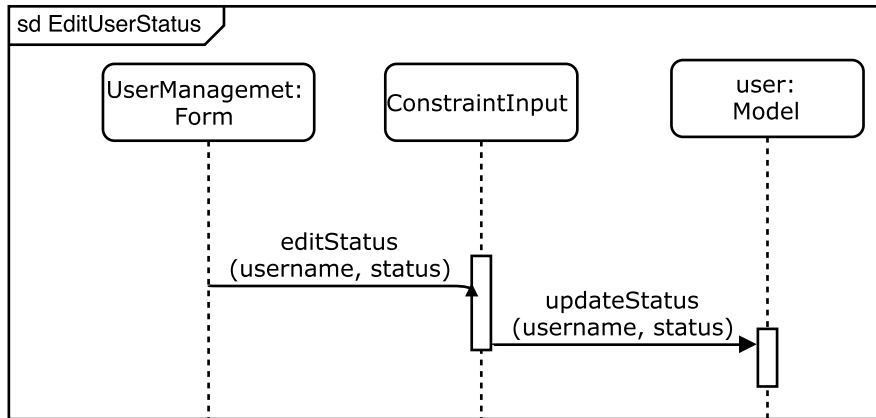 sd EditUserStatus
UserManagemet:
Form
ConstraintInput
user:
Model
editStatus
(username, status)
updateStatus
(username, status)